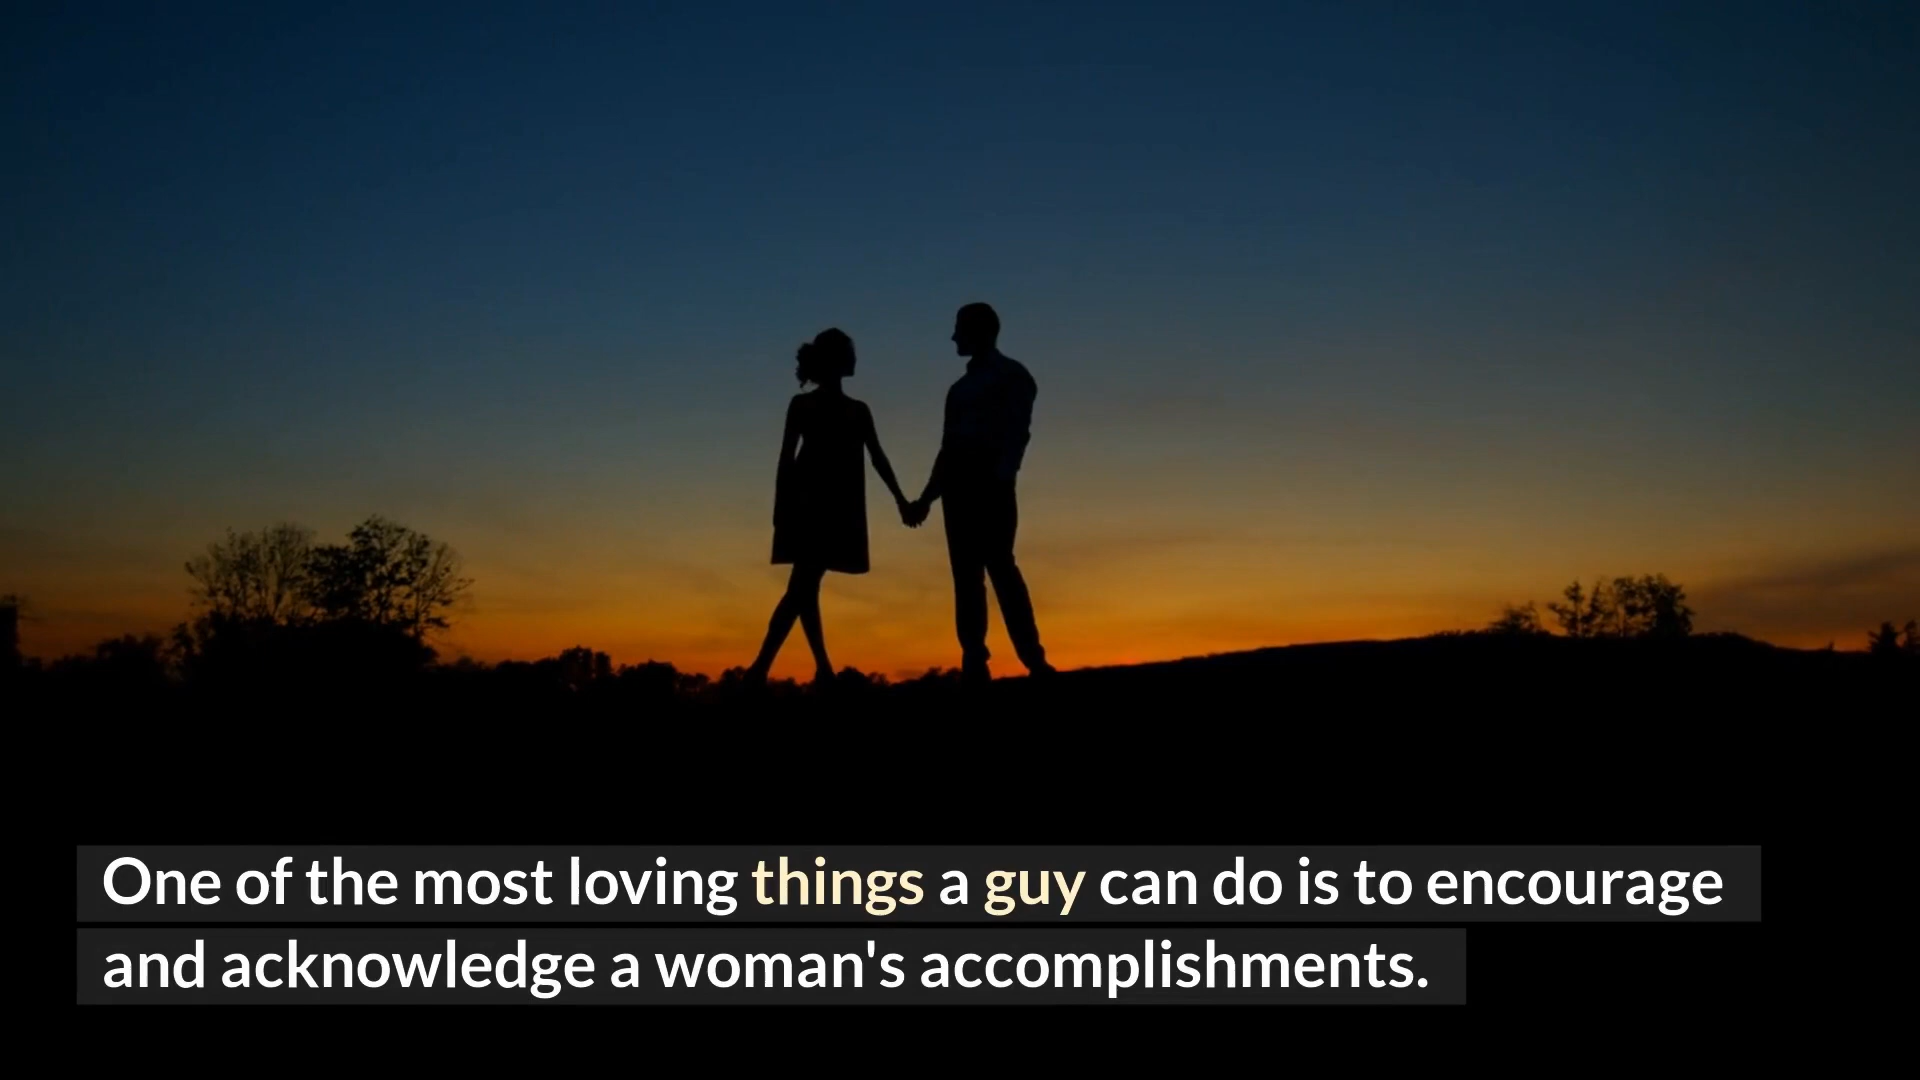 One of the most loving things a guy can do is to encourage
and acknowledge a woman's accomplishments.